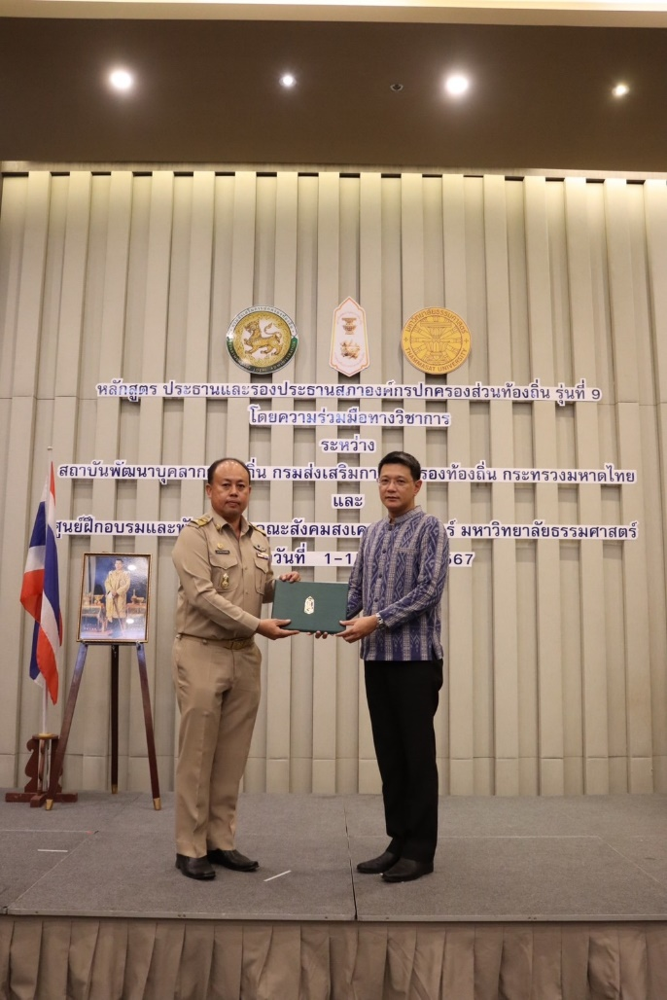 หลักสูตร ประธานและรองประธานสภาองค์กรปกครองส่วนท้องถิ่น รุ่นที่ 9
โดยความร่วมมือทางวิชาการ
ระหว่าง
สถาบันพัฒนาบุคลาก ถิ่น กรมส่งเสริมกา รองท้องถิ่น กระทรวงมหาดไทย
และ
ศูนย์ฝึกอบรมและพั ณะสังคมสงเค ร์ มหาวิทยาลัยธรรมศาสตร์
วันที่ 1-1 67
THAMMASAT UNIVERSITY